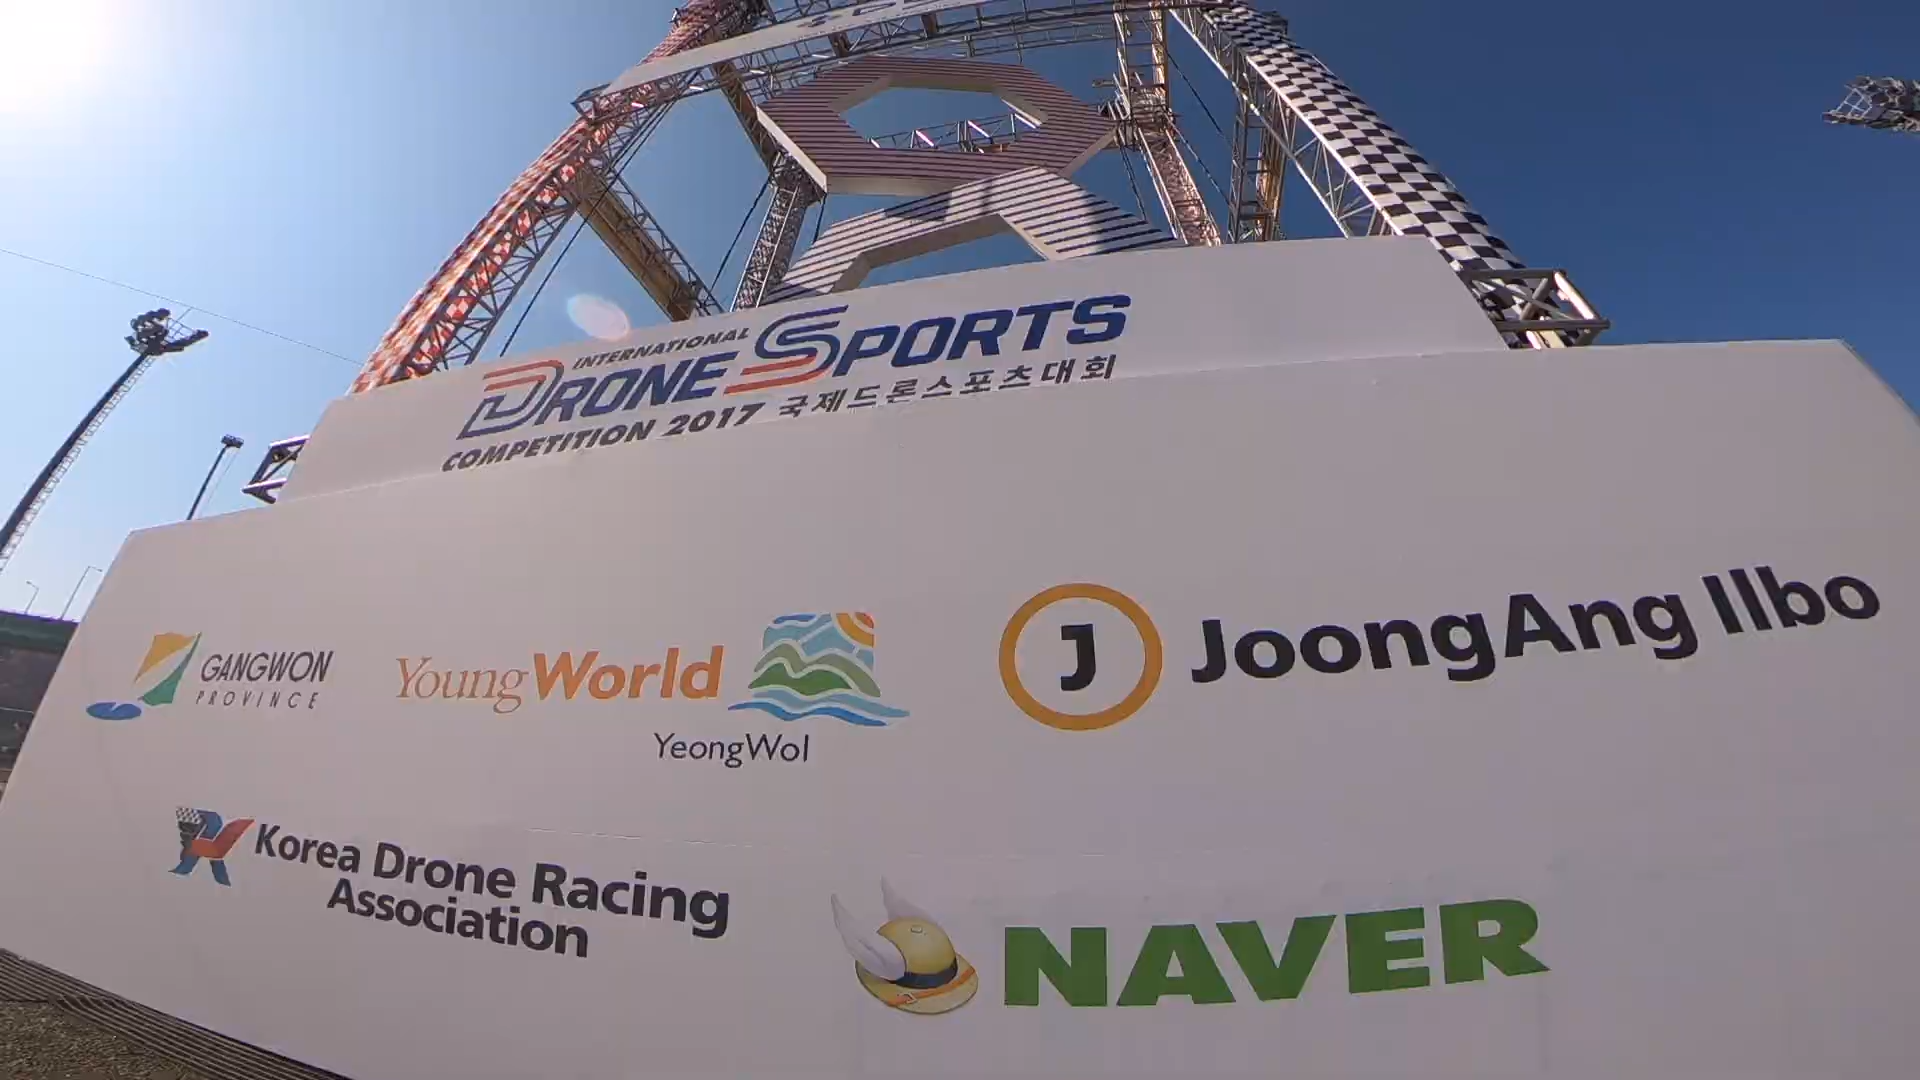 INTERNATIONAL
DRONE SPORTS
COMPETITION 2017 국제드론스포츠대회
GANGWON
PROVINCE
YoungWorld
YeongWol
J JoongAng Ilbo
Korea Drone Racing
Association
NAVER